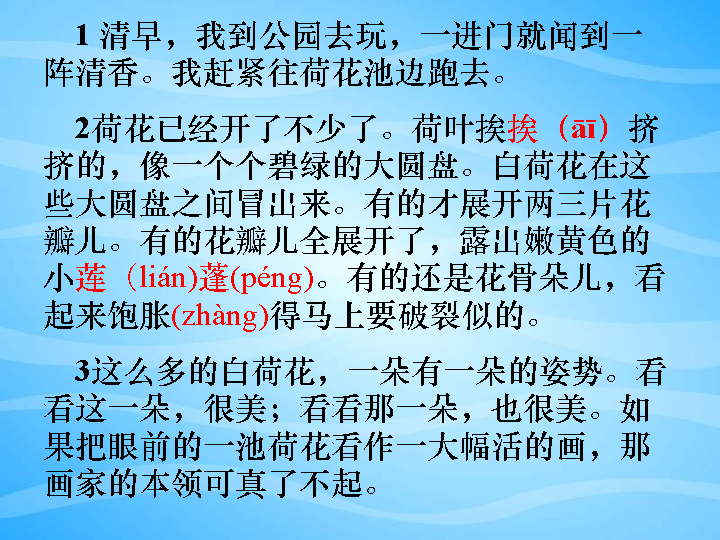 1 清早，我到公园去玩，一进门就闻到一
阵清香。我赶紧往荷花池边跑去。
2荷花已经开了不少了。荷叶挨挨（āī）挤
挤的，像一个个碧绿的大圆盘。白荷花在这
些大圆盘之间冒出来。有的才展开两三片花
瓣儿。有的花瓣儿全展开了，露出嫩黄色的
小莲（lián)蓬(péng)。有的还是花骨朵儿，看
起来饱胀(zhàng)得马上要破裂似的。
3这么多的白荷花，一朵有一朵的姿势。看
看这一朵，很美；看看那一朵，也很美。如
果把眼前的一池荷花看作一大幅活的画，那
画家的本领可真了不起。